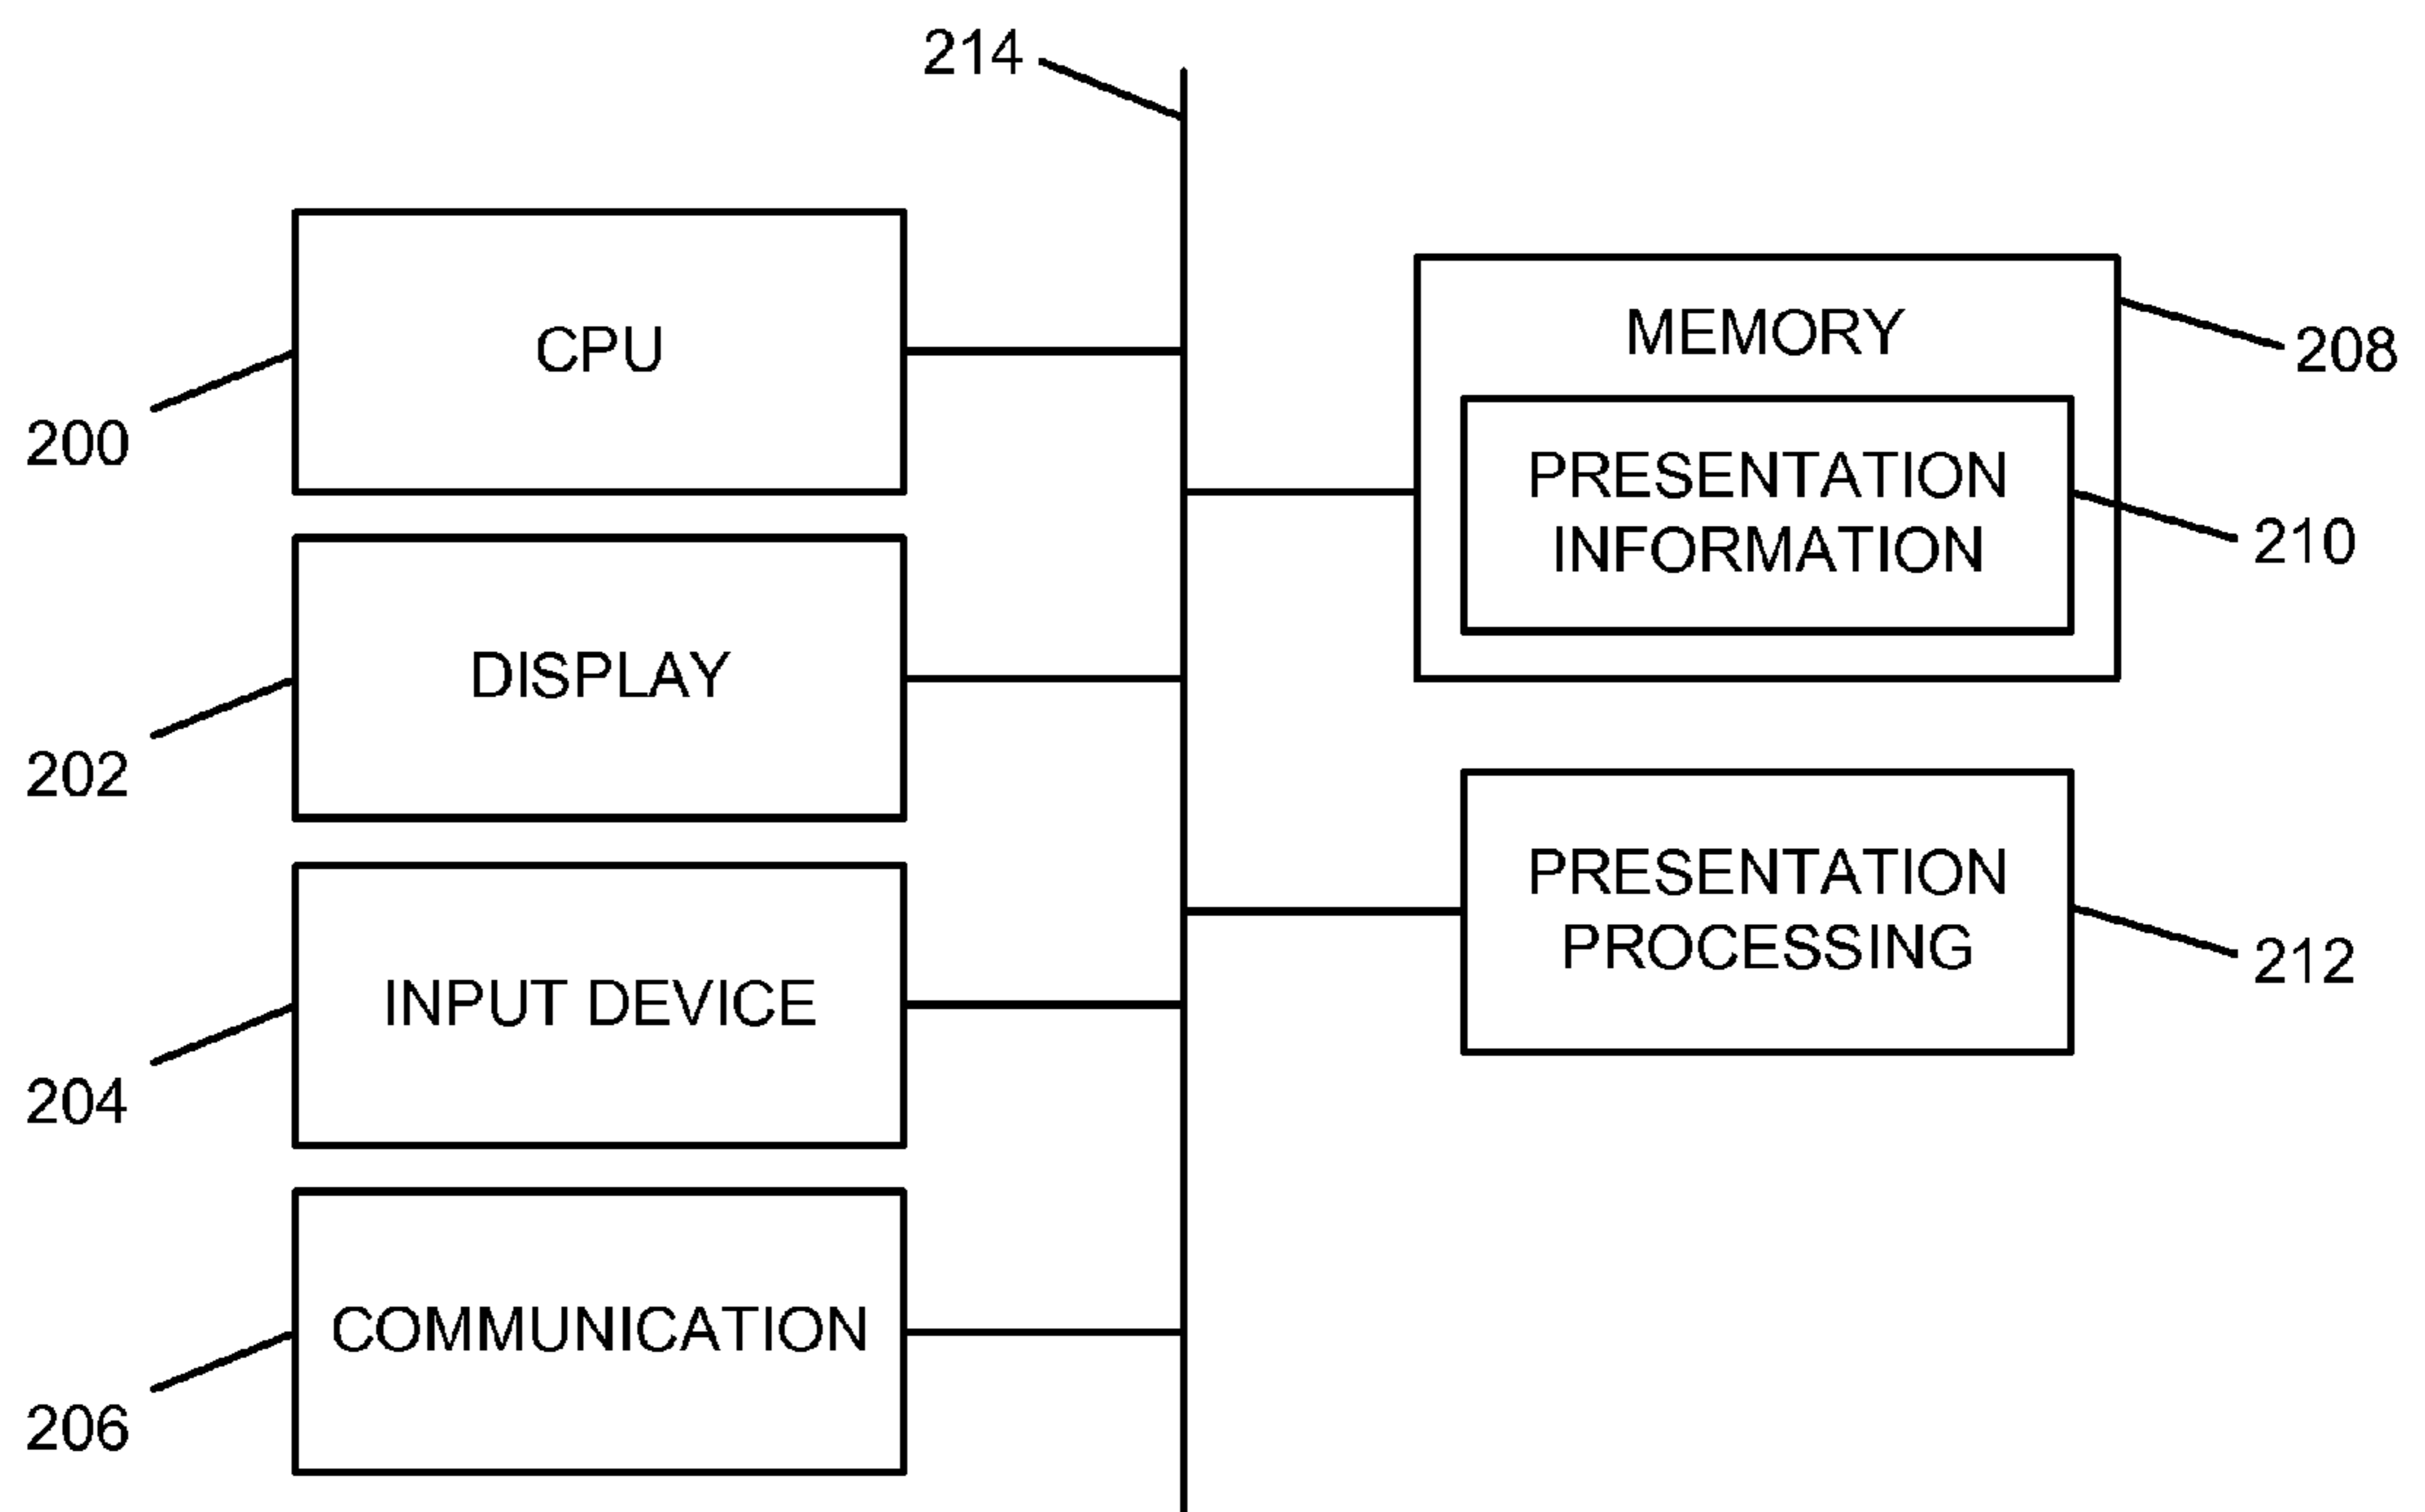 214
CPU
200
DISPLAY
202
INPUT DEVICE
204
COMMUNICATION
206
MEMORY
208
PRESENTATION
INFORMATION
210
PRESENTATION
PROCESSING
212